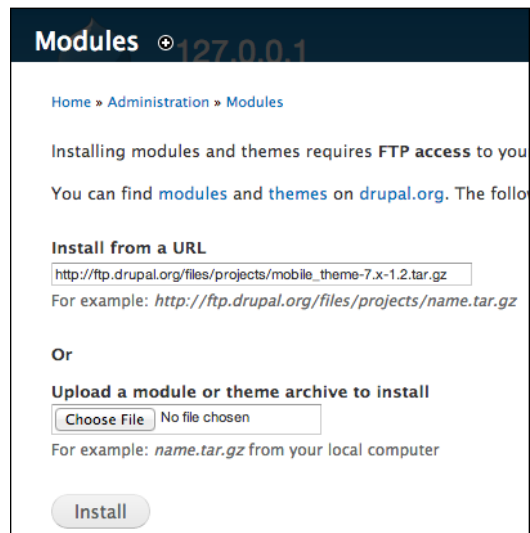 Modules
127.0.0.1
Home » Administration » Modules
Installing modules and themes requires FTP access to you
You can find modules and themes on drupal.org. The follo
Install from a URL
http://ftp.drupal.org/files/projects/mobile_theme-7.x-1.2.tar.gz
For example: http://ftp.drupal.org/files/projects/name.tar.gz
Or
Upload a module or theme archive to install
Choose File No file chosen
For example: name.tar.gz from your local computer
Install